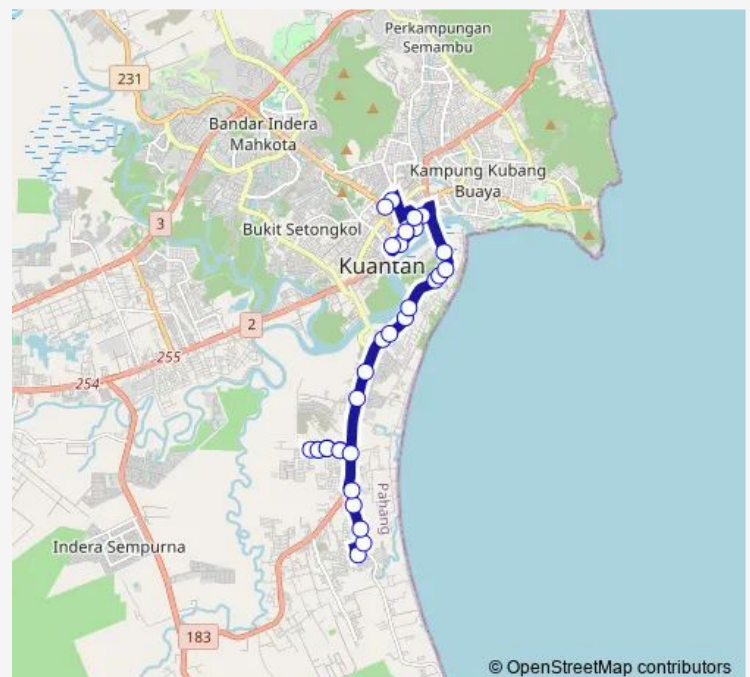 Perkampungan
Semambu
231
Bandar Indera
Mahkota
Kampung Kubang
Buaya
3
Bukit Setongkol
Kuantan
2
255
254
Pahang
Indera Sempurna
183
© OpenStreetMap contributors